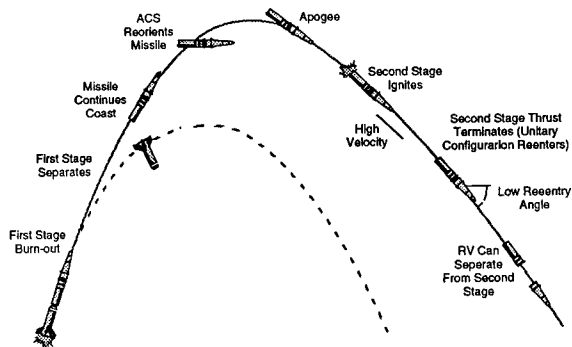 ACS
Reorients
Missile
Apogee
Missile
Continues
Coast
Second Stage
Ignites
High
Velocity
Second Stage Thrust
Terminates (Unitary
Configurarion Reenters)
First Stage
Separates
Low Reeentry
Angle
First Stage
Burn-out
RV Can
Seperate
From Second
Stage